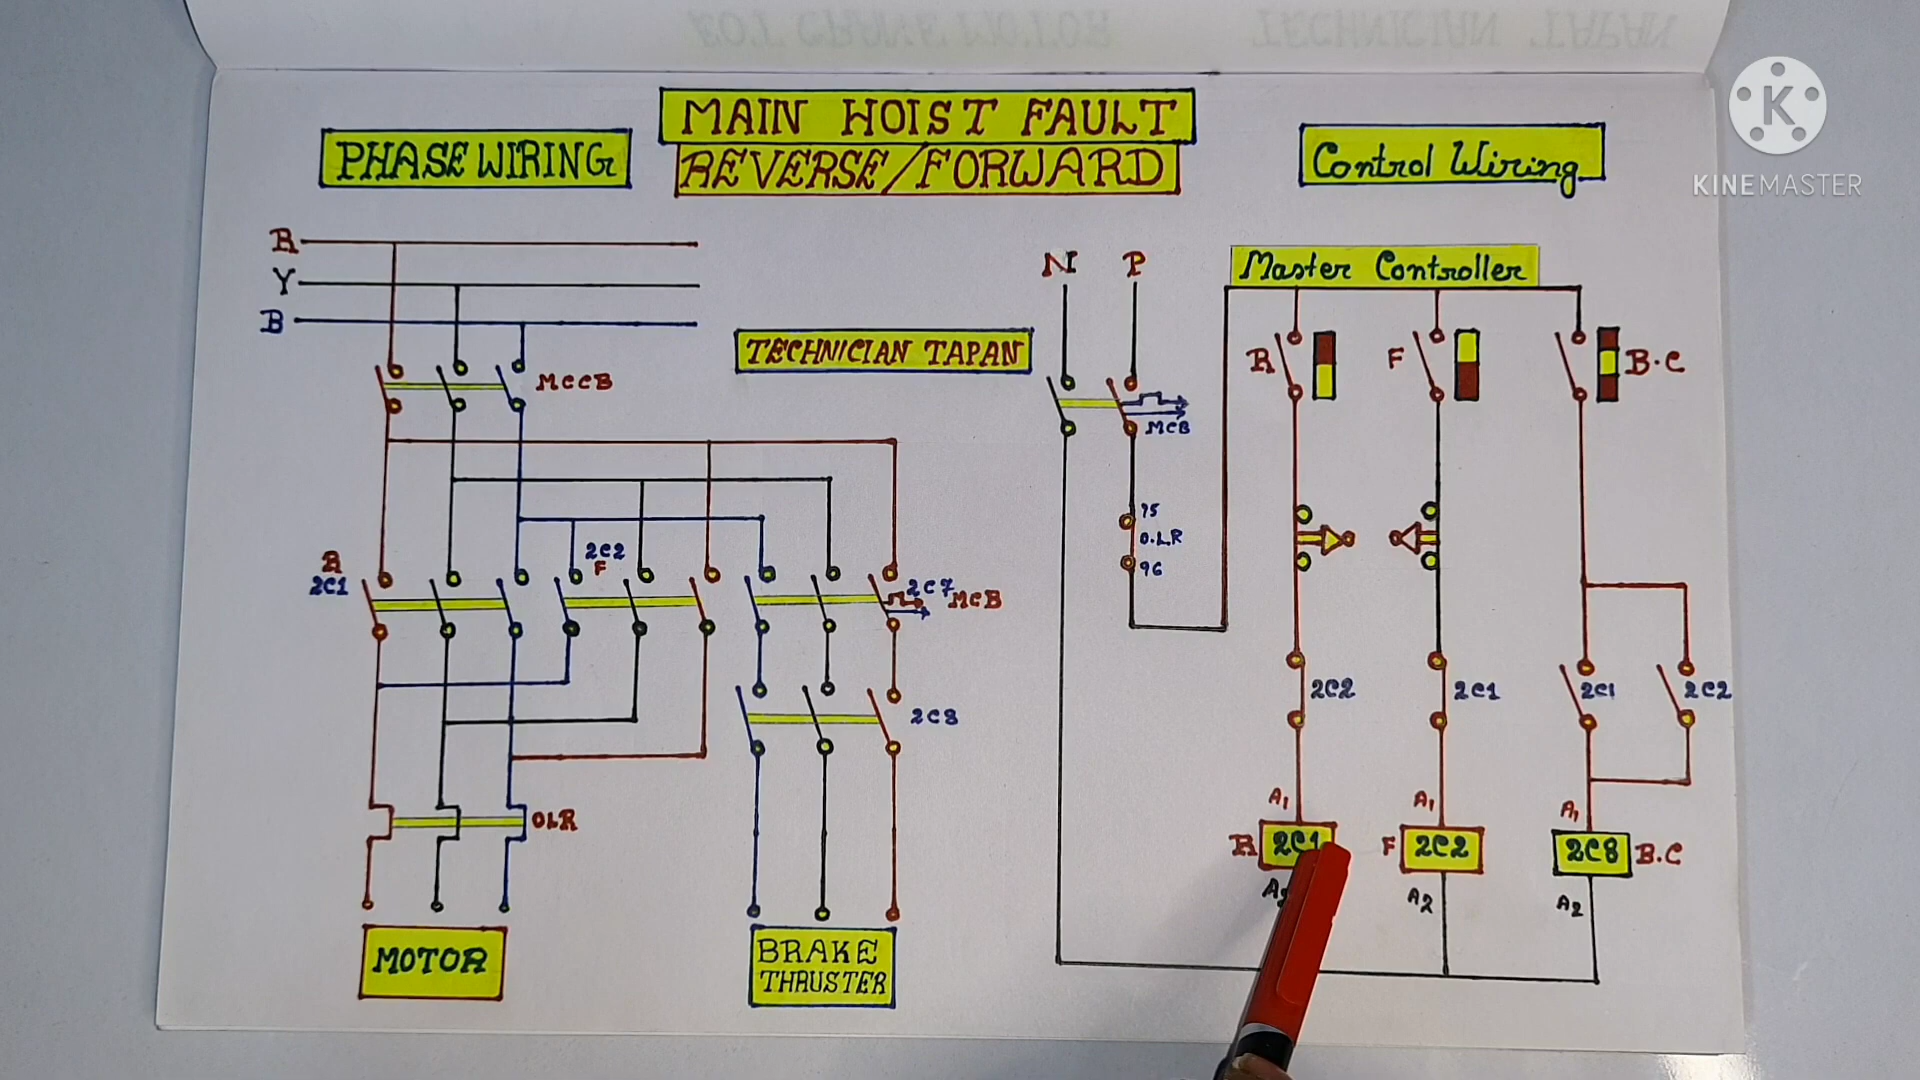 MAIN HOIST FAULT
REVERSE/FORWARD
PHASE WIRING
Control Wiring
KINEMASTER
TECHNICIAN TAPAN
R
Y
B
MCCB
R
2C1
2C2
F
2C7
MCB
2C8
OLR
MOTOR
BRAKE
THRUSTER
N P
MCB
95
O.L.R
96
Master Controller
R
F
B.C
2C2
2C1
2C1
2C2
A1
A1
A1
R 2C1
F 2C2
2C8 B.C
A2
A2
A2